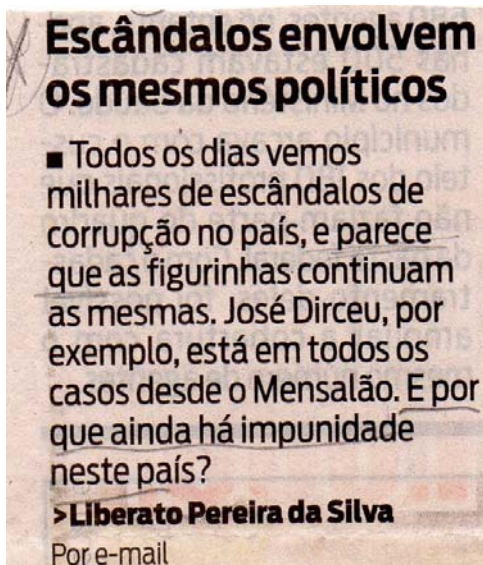 Escândalos envolvem
os mesmos políticos
■ Todos os dias vemos
milhares de escândalos de
corrupção no país, e parece
que as figurinhas continuam
as mesmas. José Dirceu, por
exemplo, está em todos os
casos desde o Mensalão. E por
que ainda há impunidade
neste país?
>Liberato Pereira da Silva
Por e-mail